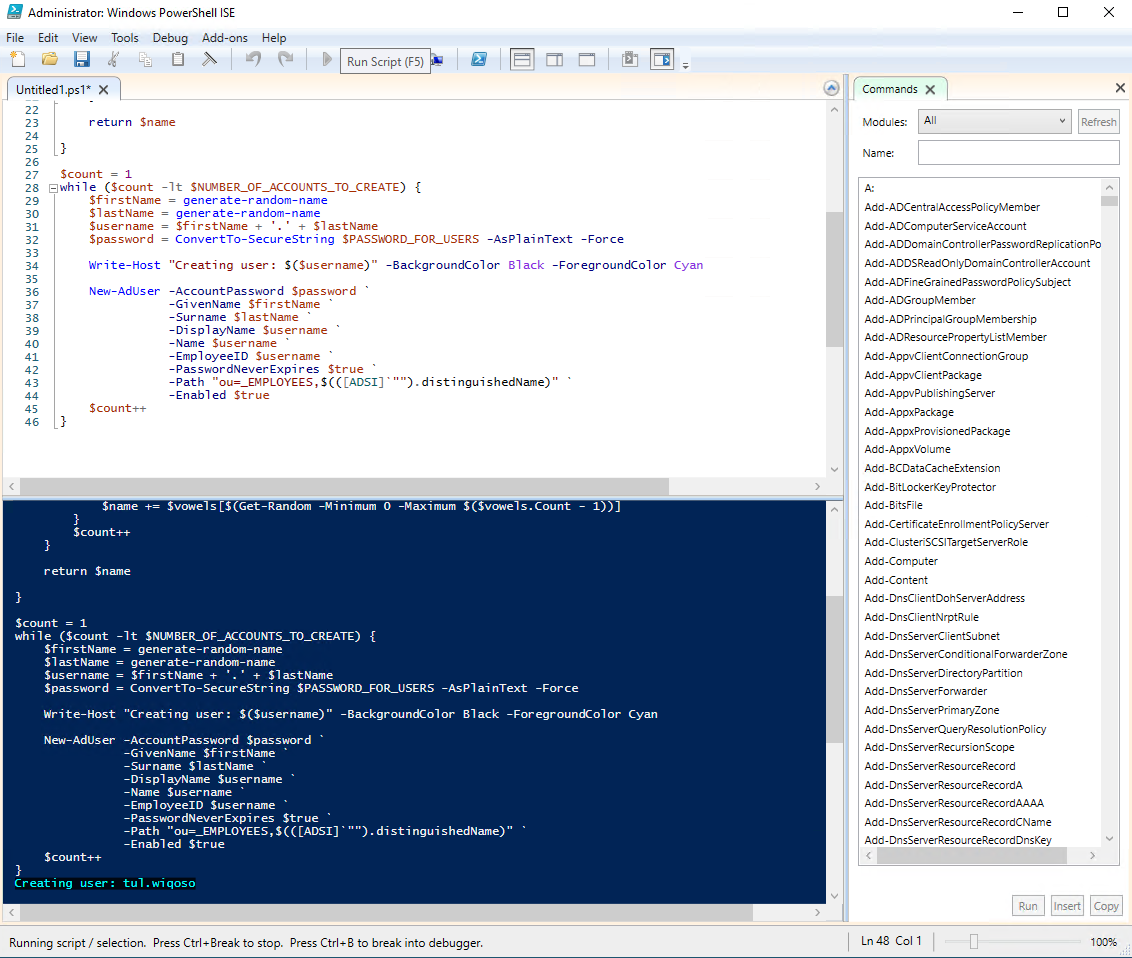 Administrator: Windows PowerShell ISE
File Edit View Tools Debug Add-ons Help
Run Script (F5)
Untitled1.ps1*
22
23 return $name
24
25 }
26
27 $count = 1
28 while ($count -lt $NUMBER_OF_ACCOUNTS_TO_CREATE) {
29 $firstName = generate-random-name
30 $lastName = generate-random-name
31 $username = $firstName + '.' + $lastName
32 $password = ConvertTo-SecureString $PASSWORD_FOR_USERS -AsPlainText -Force
33
34 Write-Host "Creating user: $($username)" -BackgroundColor Black -ForegroundColor Cyan
35
36 New-AdUser -AccountPassword $password `
37 -GivenName $firstName `
38 -Surname $lastName `
39 -DisplayName $username `
40 -Name $username `
41 -EmployeeID $username `
42 -PasswordNeverExpires $true `
43 -Path "ou=_EMPLOYEES,$(([ADSI]`"").distinguishedName)" `
44 -Enabled $true
45 $count++
46 }
$name += $vowels[$(Get-Random -Minimum 0 -Maximum $($vowels.Count - 1))]
}
$count++
}
return $name
}
$count = 1
while ($count -lt $NUMBER_OF_ACCOUNTS_TO_CREATE) {
$firstName = generate-random-name
$lastName = generate-random-name
$username = $firstName + '.' + $lastName
$password = ConvertTo-SecureString $PASSWORD_FOR_USERS -AsPlainText -Force
Write-Host "Creating user: $($username)" -BackgroundColor Black -ForegroundColor Cyan
New-AdUser -AccountPassword $password `
-GivenName $firstName `
-Surname $lastName `
-DisplayName $username `
-Name $username `
-EmployeeID $username `
-PasswordNeverExpires $true `
-Path "ou=_EMPLOYEES,$(([ADSI]`"").distinguishedName)" `
-Enabled $true
$count++
}
Creating user: tul.wiqoso
Commands
Modules: All Refresh
Name:
A:
Add-ADCentralAccessPolicyMember
Add-ADComputerServiceAccount
Add-ADDomainControllerPasswordReplicationPo
Add-ADDSReadOnlyDomainControllerAccount
Add-ADFineGrainedPasswordPolicySubject
Add-ADGroupMember
Add-ADPrincipalGroupMembership
Add-ADResourcePropertyListMember
Add-AppvClientConnectionGroup
Add-AppvClientPackage
Add-AppvPublishingServer
Add-AppxPackage
Add-AppxProvisionedPackage
Add-AppxVolume
Add-BCDataCacheExtension
Add-BitLockerKeyProtector
Add-BitsFile
Add-CertificateEnrollmentPolicyServer
Add-ClusteriSCSITargetServerRole
Add-Computer
Add-Content
Add-DnsClientDohServerAddress
Add-DnsClientNrptRule
Add-DnsServerClientSubnet
Add-DnsServerConditionalForwarderZone
Add-DnsServerDirectoryPartition
Add-DnsServerForwarder
Add-DnsServerPrimaryZone
Add-DnsServerQueryResolutionPolicy
Add-DnsServerRecursionScope
Add-DnsServerResourceRecord
Add-DnsServerResourceRecordA
Add-DnsServerResourceRecordAAAA
Add-DnsServerResourceRecordCName
Add-DnsServerResourceRecordDnsKey
Run Insert Copy
Running script / selection. Press Ctrl+Break to stop. Press Ctrl+B to break into debugger.
Ln 48 Col 1
100%